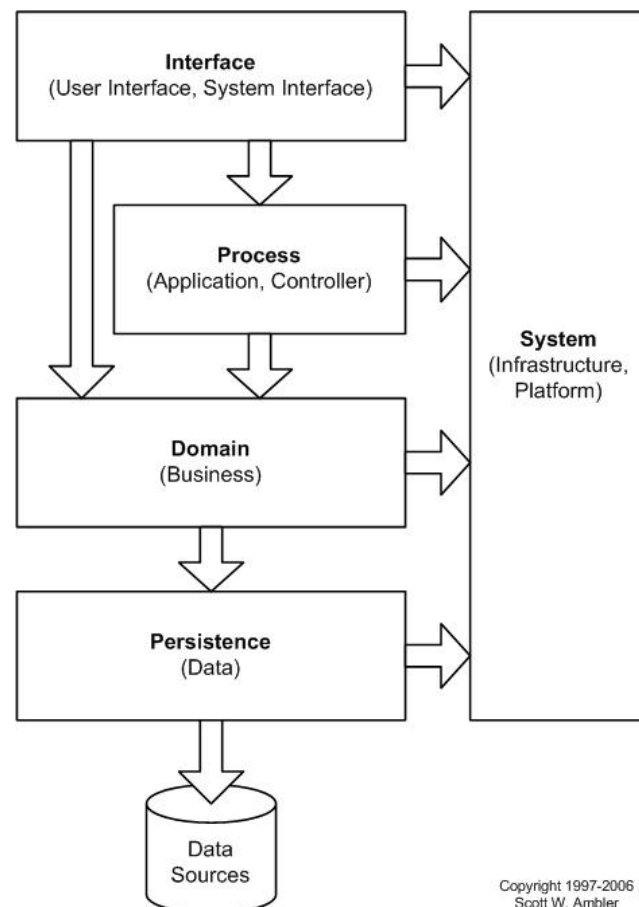 Interface
(User Interface, System Interface)
Process
(Application, Controller)
System
(Infrastructure,
Platform)
Domain
(Business)
Persistence
(Data)
Data
Sources
Copyright 1997-2006
Scott W. Ambler